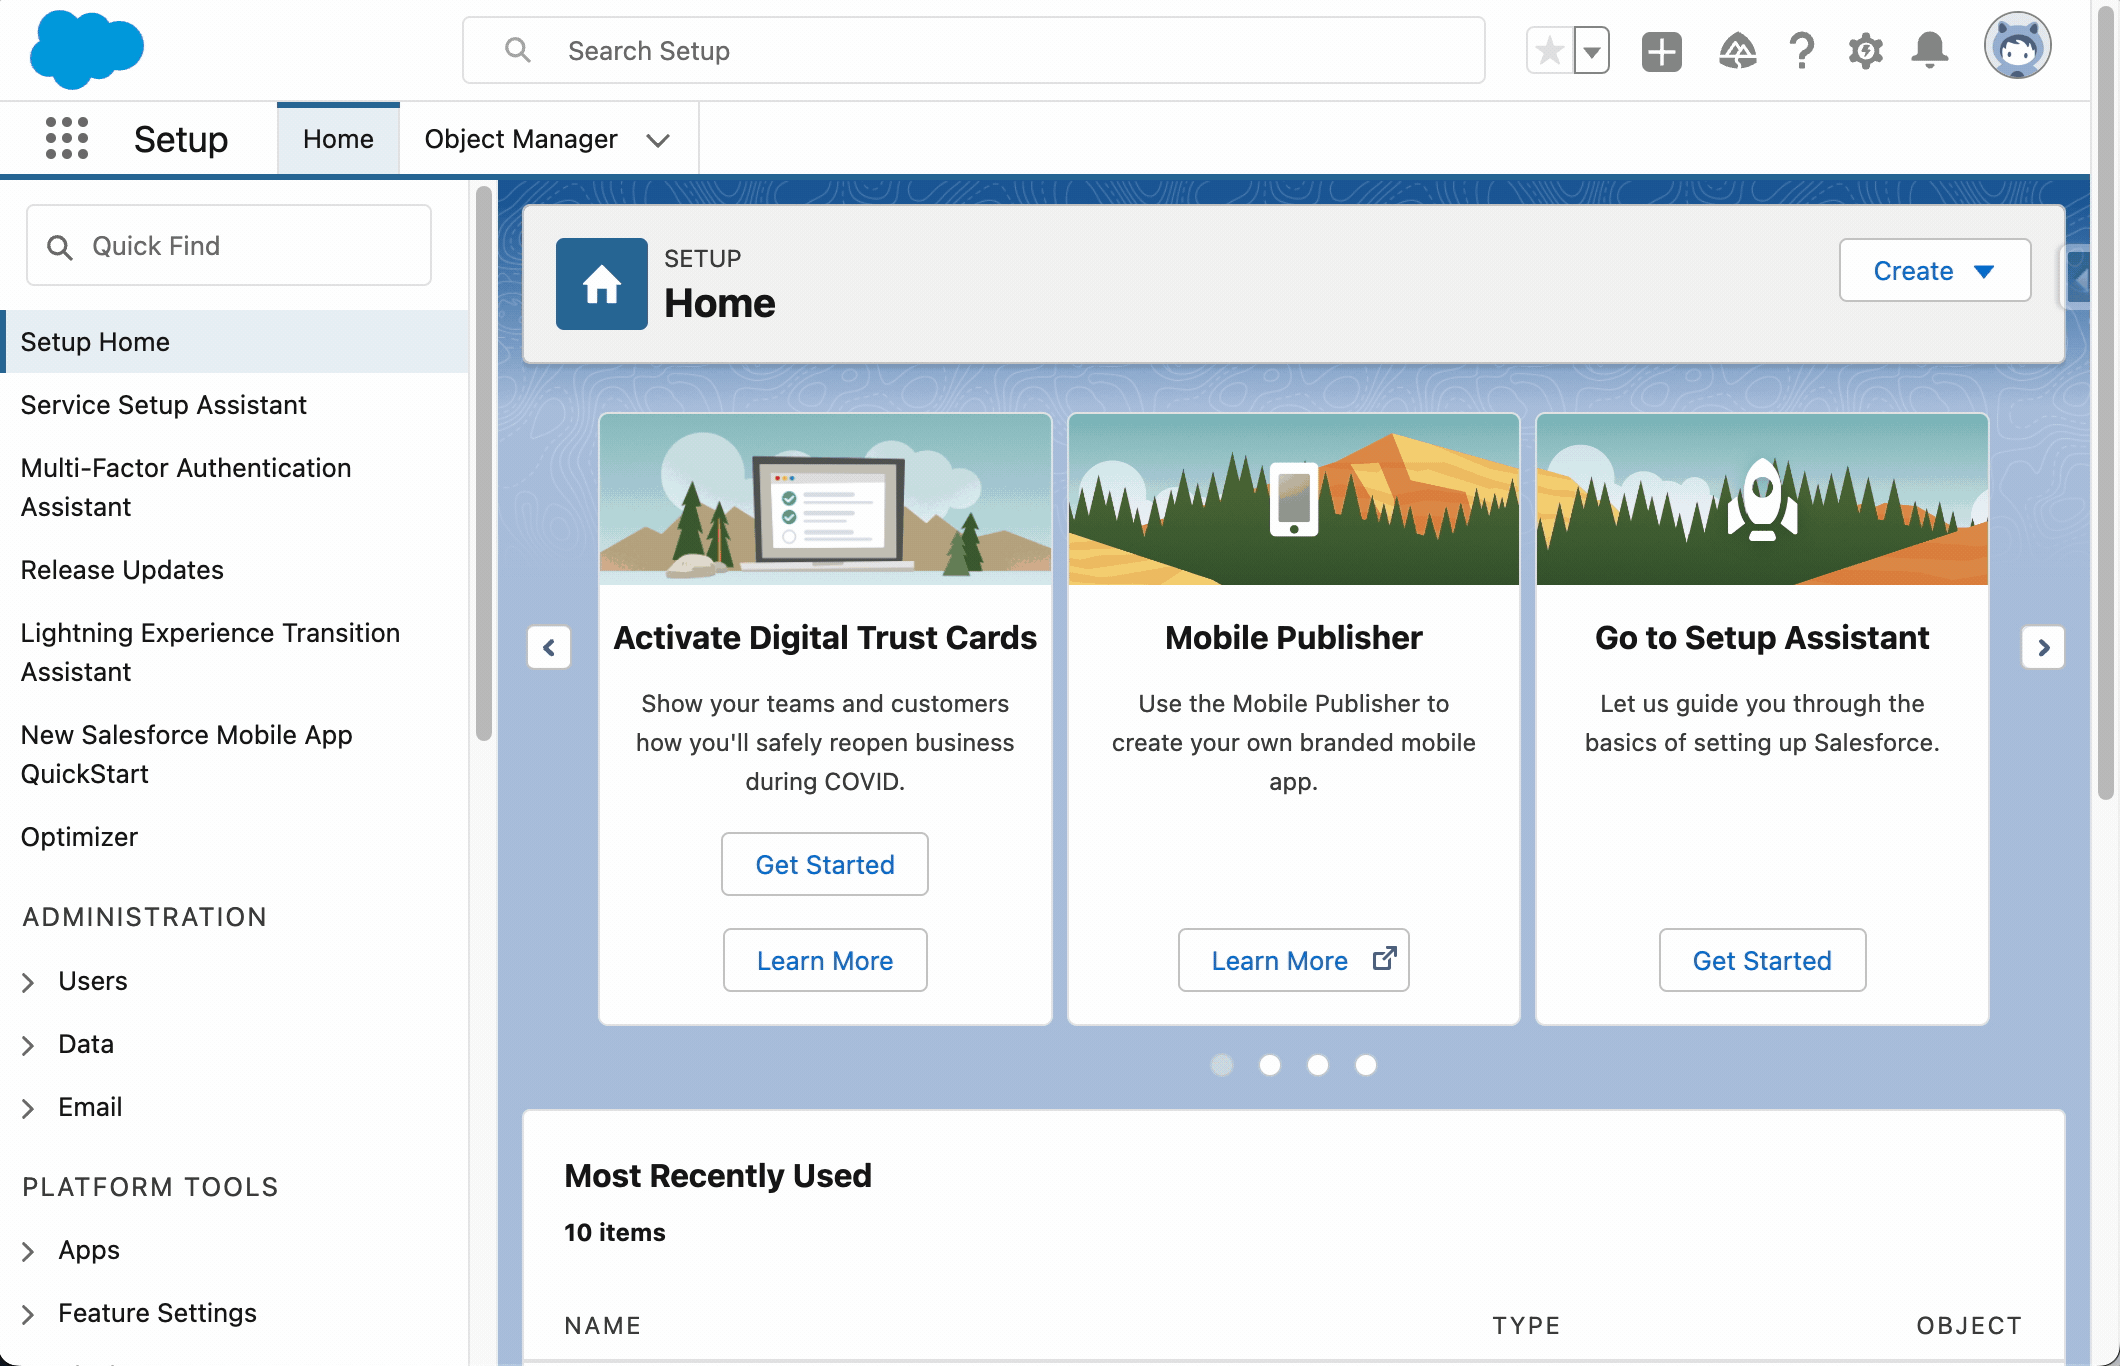 Search Setup
Setup
Home
Object Manager
Quick Find
Setup Home
Service Setup Assistant
Multi-Factor Authentication
Assistant
Release Updates
Lightning Experience Transition
Assistant
New Salesforce Mobile App
QuickStart
Optimizer
ADMINISTRATION
Users
Data
Email
PLATFORM TOOLS
Apps
Feature Settings
SETUP
Home
Create
Activate Digital Trust Cards
Show your teams and customers
how you'll safely reopen business
during COVID.
Get Started
Learn More
Mobile Publisher
Use the Mobile Publisher to
create your own branded mobile
app.
Learn More
Go to Setup Assistant
Let us guide you through the
basics of setting up Salesforce.
Get Started
Most Recently Used
10 items
NAME
TYPE
OBJECT